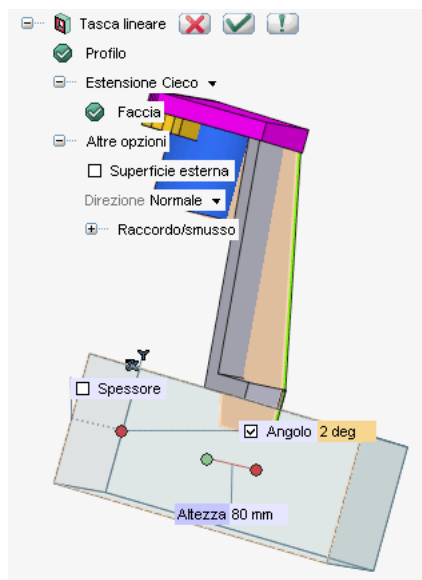 Tasca lineare
Profilo
Estensione Cieco
Faccia
Altre opzioni
Superficie esterna
Direzione Normale
Raccordo/smusso
Y
Spessore
Angolo 2 deg
Altezza 80 mm